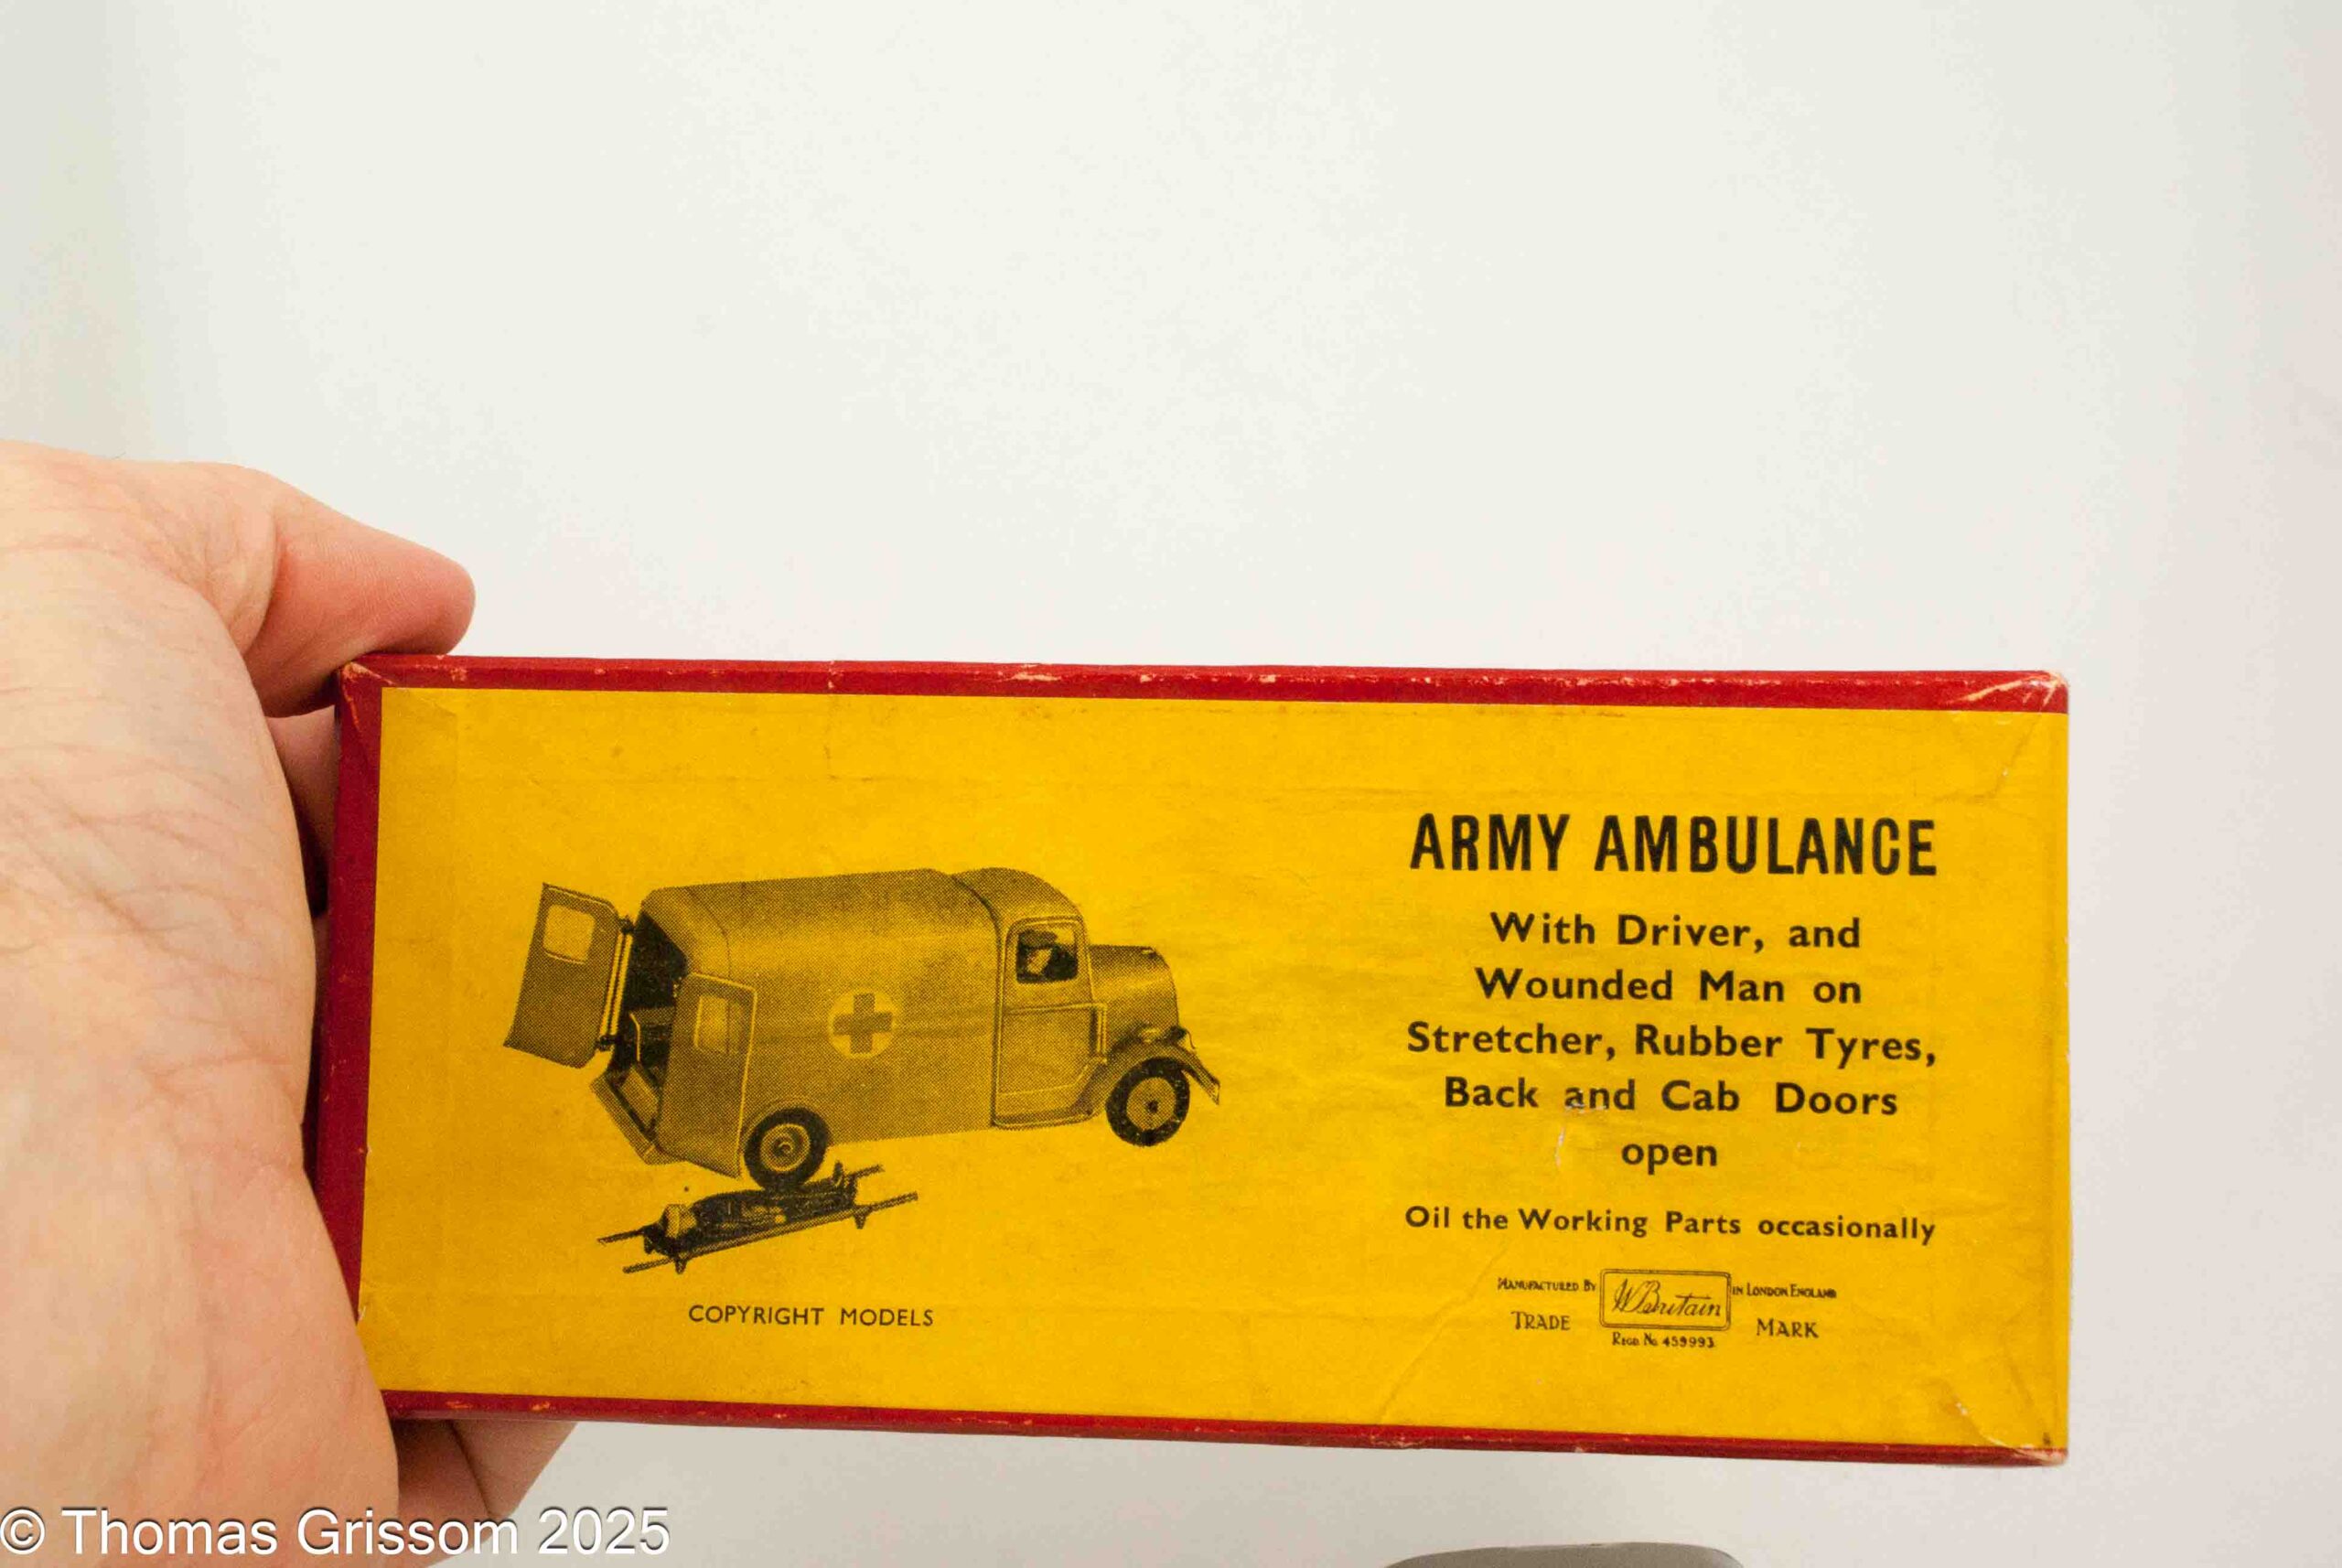 ARMY AMBULANCE
With Driver, and
Wounded Man on
Stretcher, Rubber Tyres,
Back and Cab Doors
open
Oil the Working Parts occasionally
MANUFACTURED BY W Britain IN LONDON ENGLAND
TRADE MARK
REGD. No. 459993
COPYRIGHT MODELS
© Thomas Grissom 2025